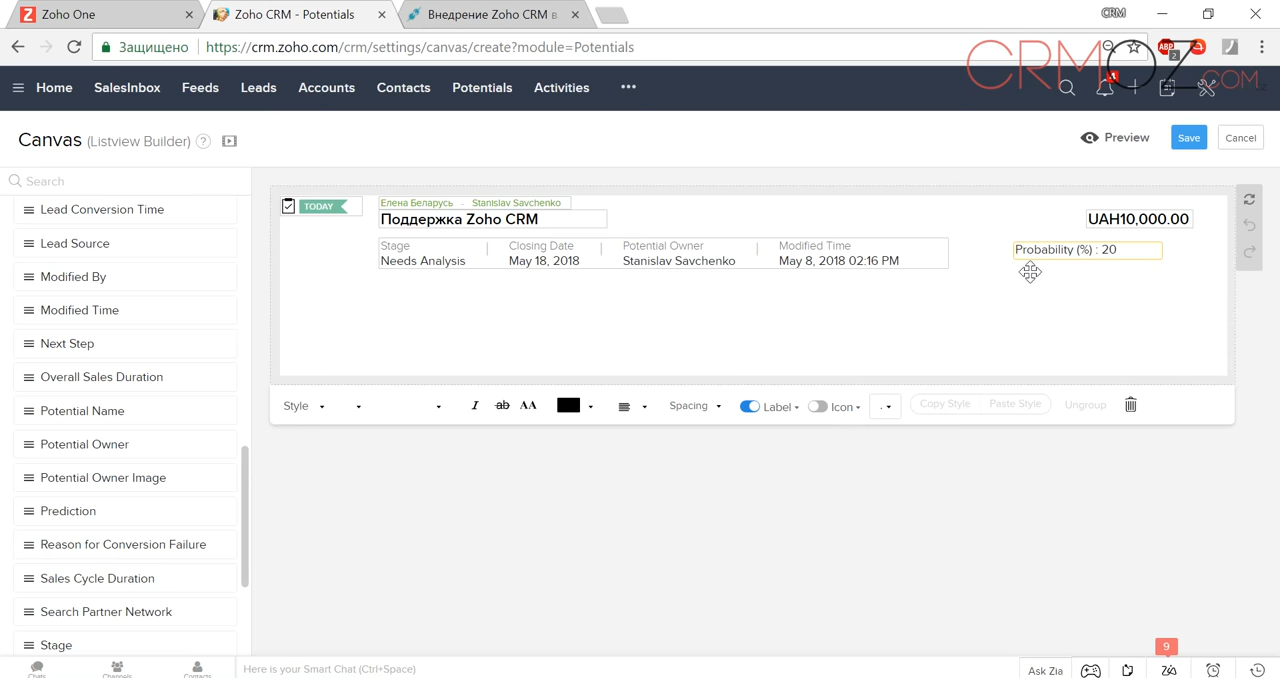 Zoho One
Zoho CRM - Potentials
Внедрение Zoho CRM в
CRM
Защищено
https://crm.zoho.com/crm/settings/canvas/create?module=Potentials
ABP
2
CRMOZ.COM
Home
SalesInbox
Feeds
Leads
Accounts
Contacts
Potentials
Activities
•••
Canvas (Listview Builder)
?
Preview
Save
Cancel
Search
Lead Conversion Time
Lead Source
Modified By
Modified Time
Next Step
Overall Sales Duration
Potential Name
Potential Owner
Potential Owner Image
Prediction
Reason for Conversion Failure
Sales Cycle Duration
Search Partner Network
Stage
TODAY
Елена Беларусь . Stanislav Savchenko
Поддержка Zoho CRM
UAH10,000.00
Stage
Closing Date
Potential Owner
Modified Time
Needs Analysis
May 18, 2018
Stanislav Savchenko
May 8, 2018 02:16 PM
Probability (%) : 20
Style
I
ab
AA
Spacing
Label
Icon
.
Copy Style
Paste Style
Ungroup
Chats
Channels
Contacts
Here is your Smart Chat (Ctrl+Space)
Ask Zia
9